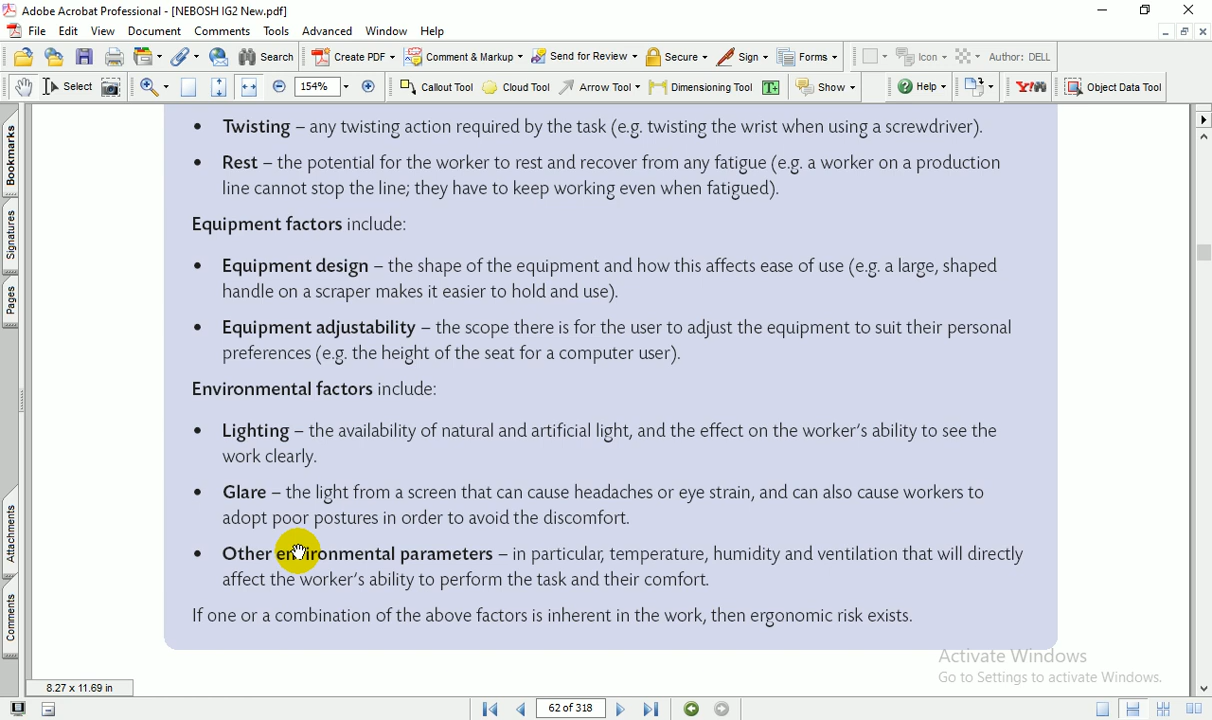 Adobe Acrobat Professional - [NEBOSH IG2 New.pdf]
File Edit View Document Comments Tools Advanced Window Help
Search Create PDF Comment & Markup Send for Review Secure Sign Forms Icon Author: DELL
Select 154% Callout Tool Cloud Tool Arrow Tool Dimensioning Tool Show Help Y! Object Data Tool
Bookmarks
Signatures
Pages
Attachments
Comments
• Twisting – any twisting action required by the task (e.g. twisting the wrist when using a screwdriver).
• Rest – the potential for the worker to rest and recover from any fatigue (e.g. a worker on a production
line cannot stop the line; they have to keep working even when fatigued).
Equipment factors include:
• Equipment design – the shape of the equipment and how this affects ease of use (e.g. a large, shaped
handle on a scraper makes it easier to hold and use).
• Equipment adjustability – the scope there is for the user to adjust the equipment to suit their personal
preferences (e.g. the height of the seat for a computer user).
Environmental factors include:
• Lighting – the availability of natural and artificial light, and the effect on the worker's ability to see the
work clearly.
• Glare – the light from a screen that can cause headaches or eye strain, and can also cause workers to
adopt poor postures in order to avoid the discomfort.
• Other environmental parameters – in particular, temperature, humidity and ventilation that will directly
affect the worker's ability to perform the task and their comfort.
If one or a combination of the above factors is inherent in the work, then ergonomic risk exists.
Activate Windows
Go to Settings to activate Windows.
8.27 x 11.69 in
62 of 318